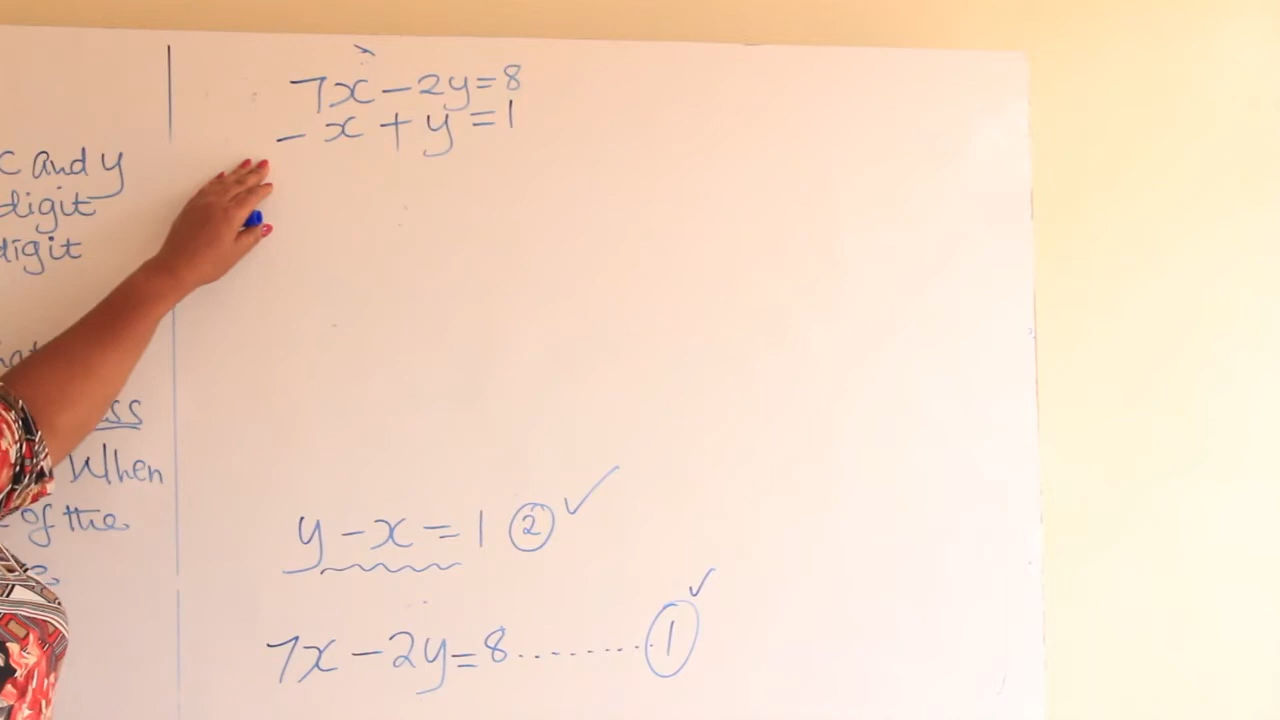 and y
digit
digit
When
of the
7x - 2y = 8
- x + y = 1
y - x = 1 ②
7x - 2y = 8 ......... ①